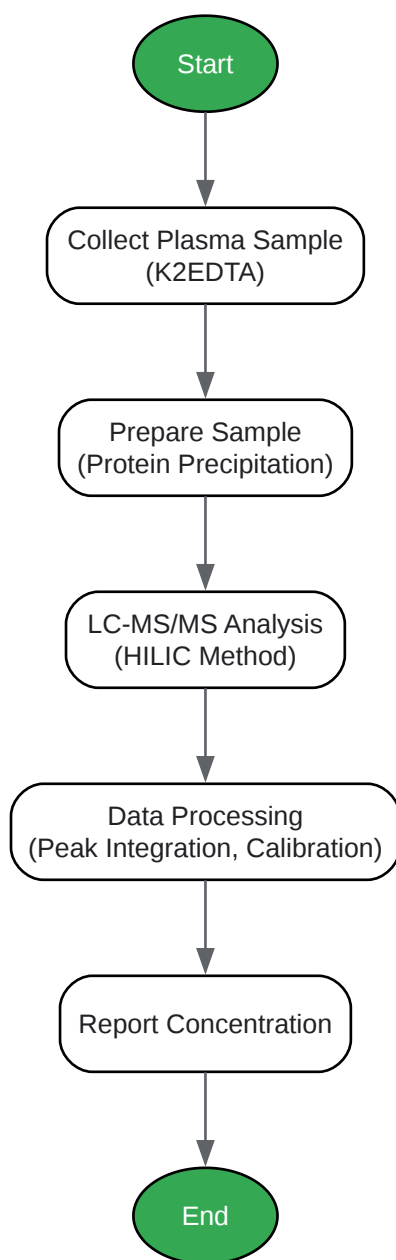 Start
Collect Plasma Sample
(K2EDTA)
Prepare Sample
(Protein Precipitation)
LC-MS/MS Analysis
(HILIC Method)
Data Processing
(Peak Integration, Calibration)
Report Concentration
End